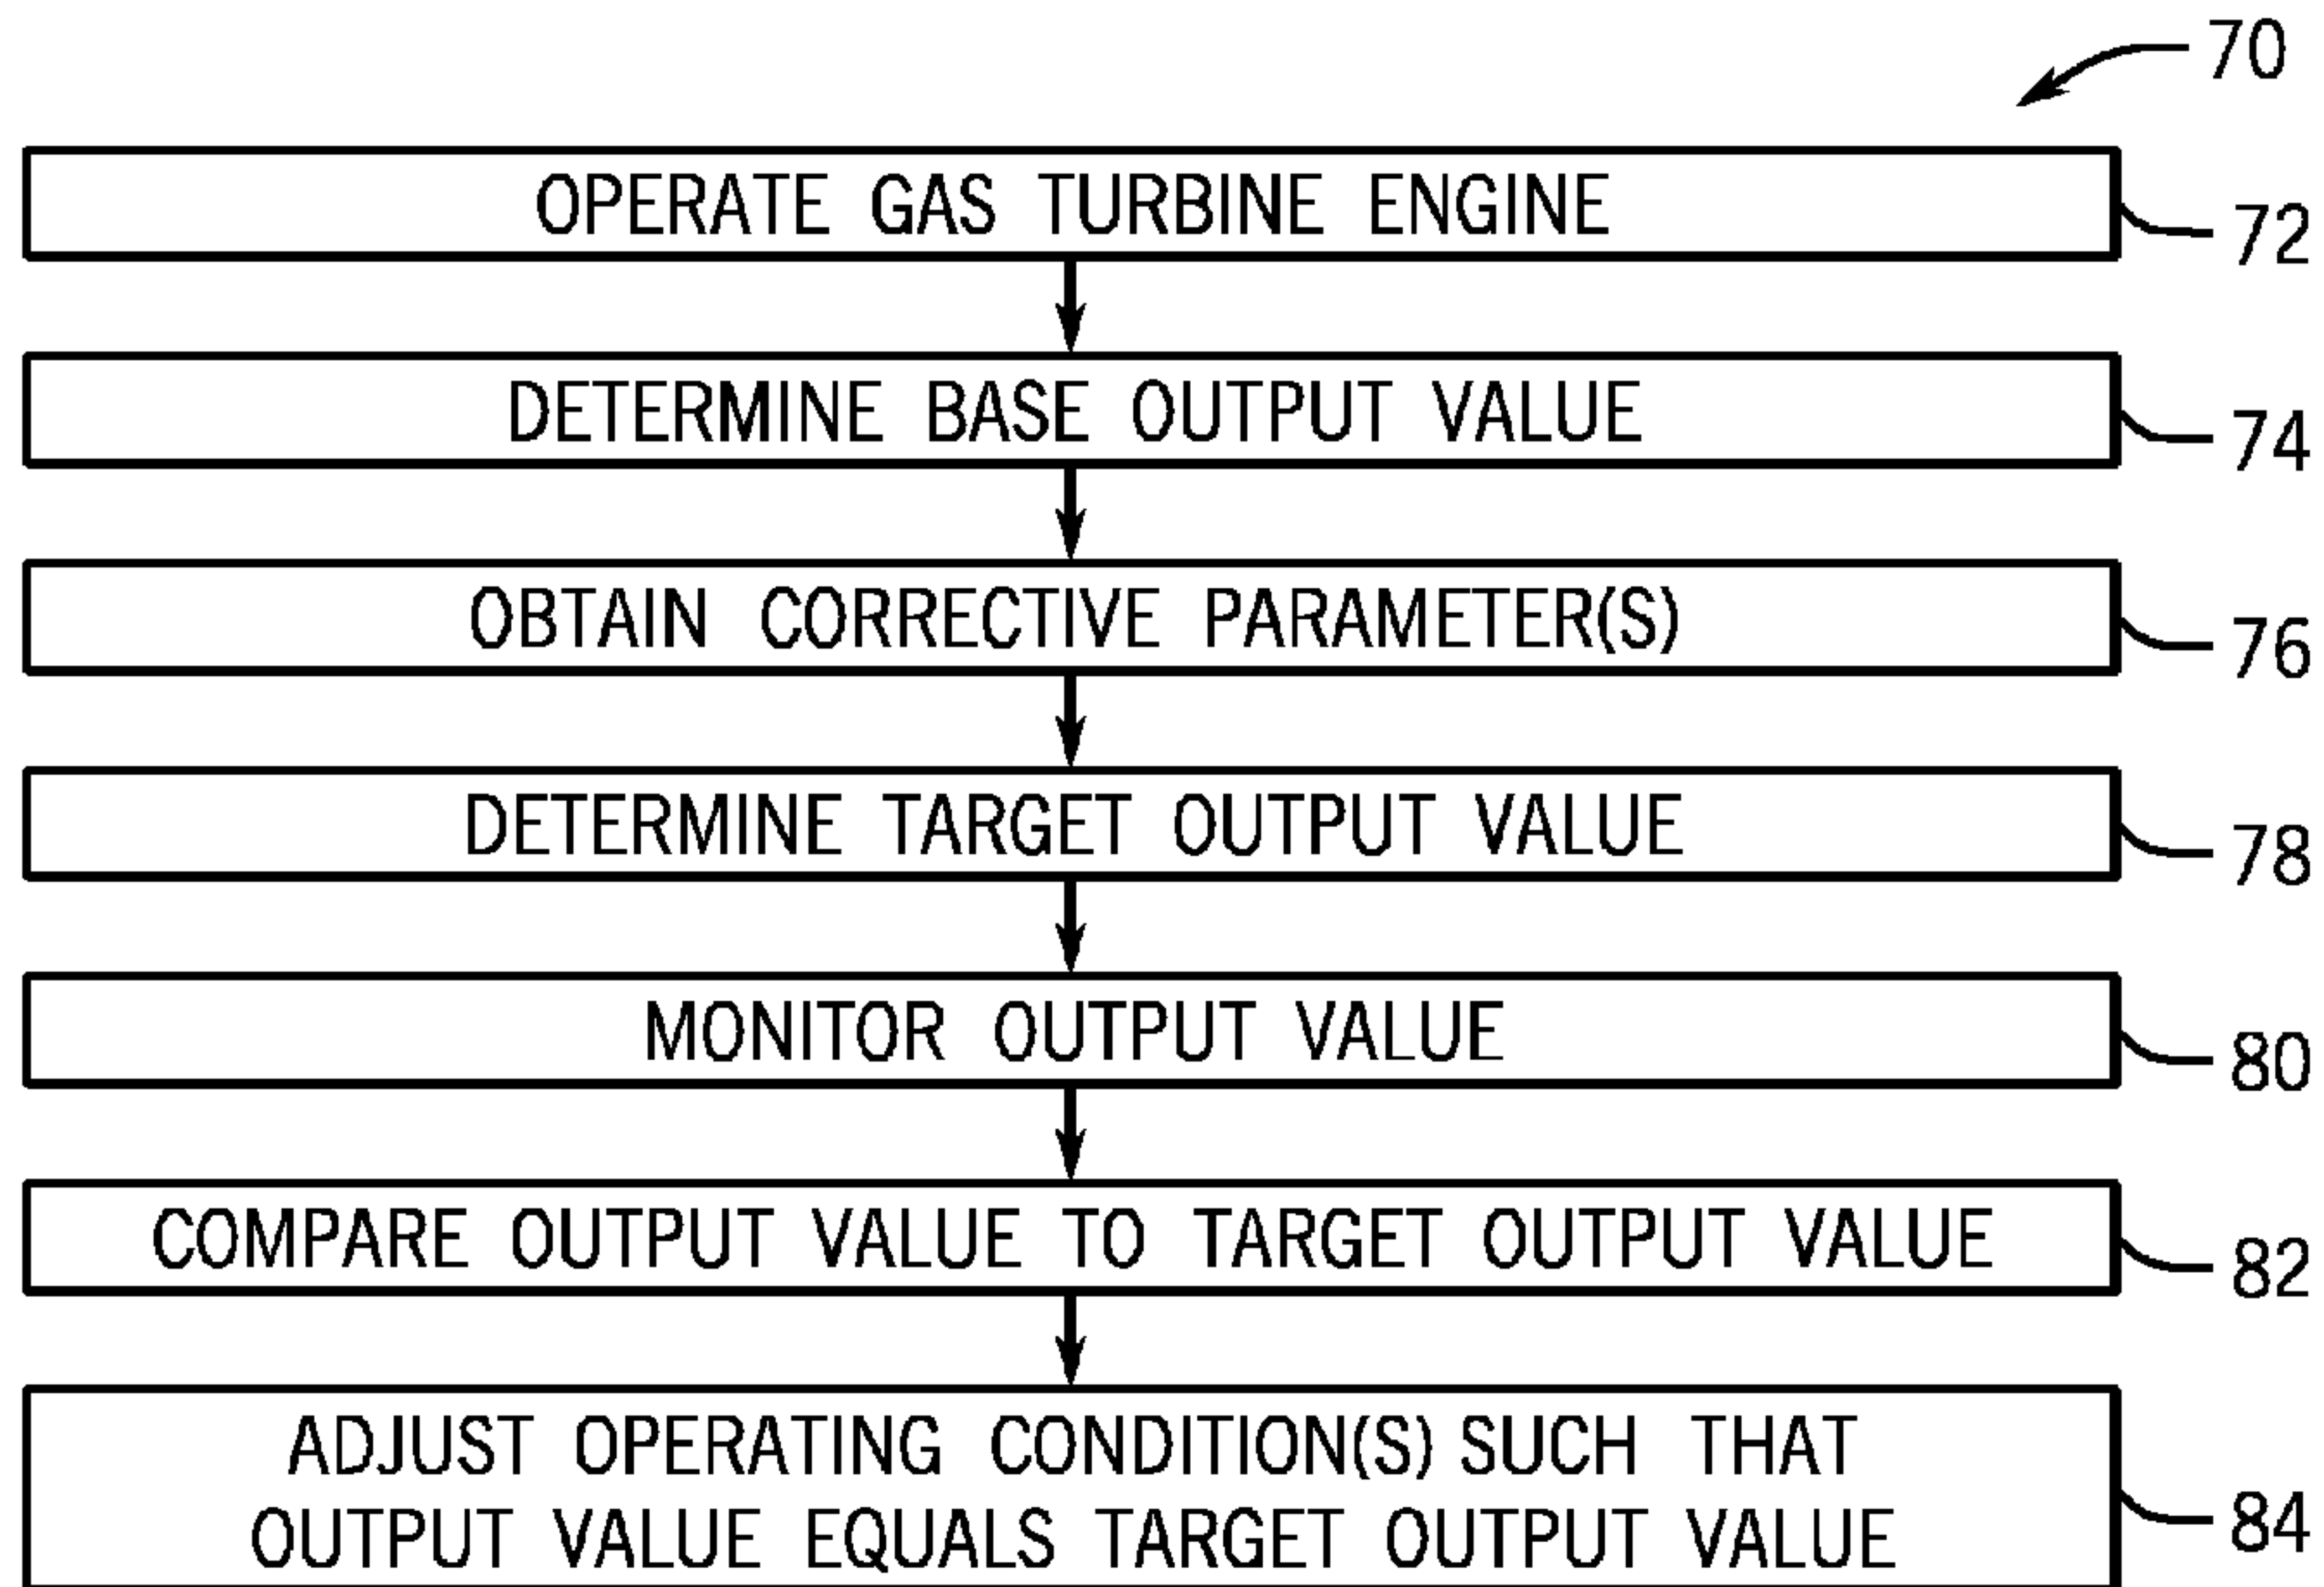 70
OPERATE GAS TURBINE ENGINE
72
DETERMINE BASE OUTPUT VALUE
74
OBTAIN CORRECTIVE PARAMETER(S)
76
DETERMINE TARGET OUTPUT VALUE
78
MONITOR OUTPUT VALUE
80
COMPARE OUTPUT VALUE TO TARGET OUTPUT VALUE
82
ADJUST OPERATING CONDITION(S) SUCH THAT
OUTPUT VALUE EQUALS TARGET OUTPUT VALUE
84